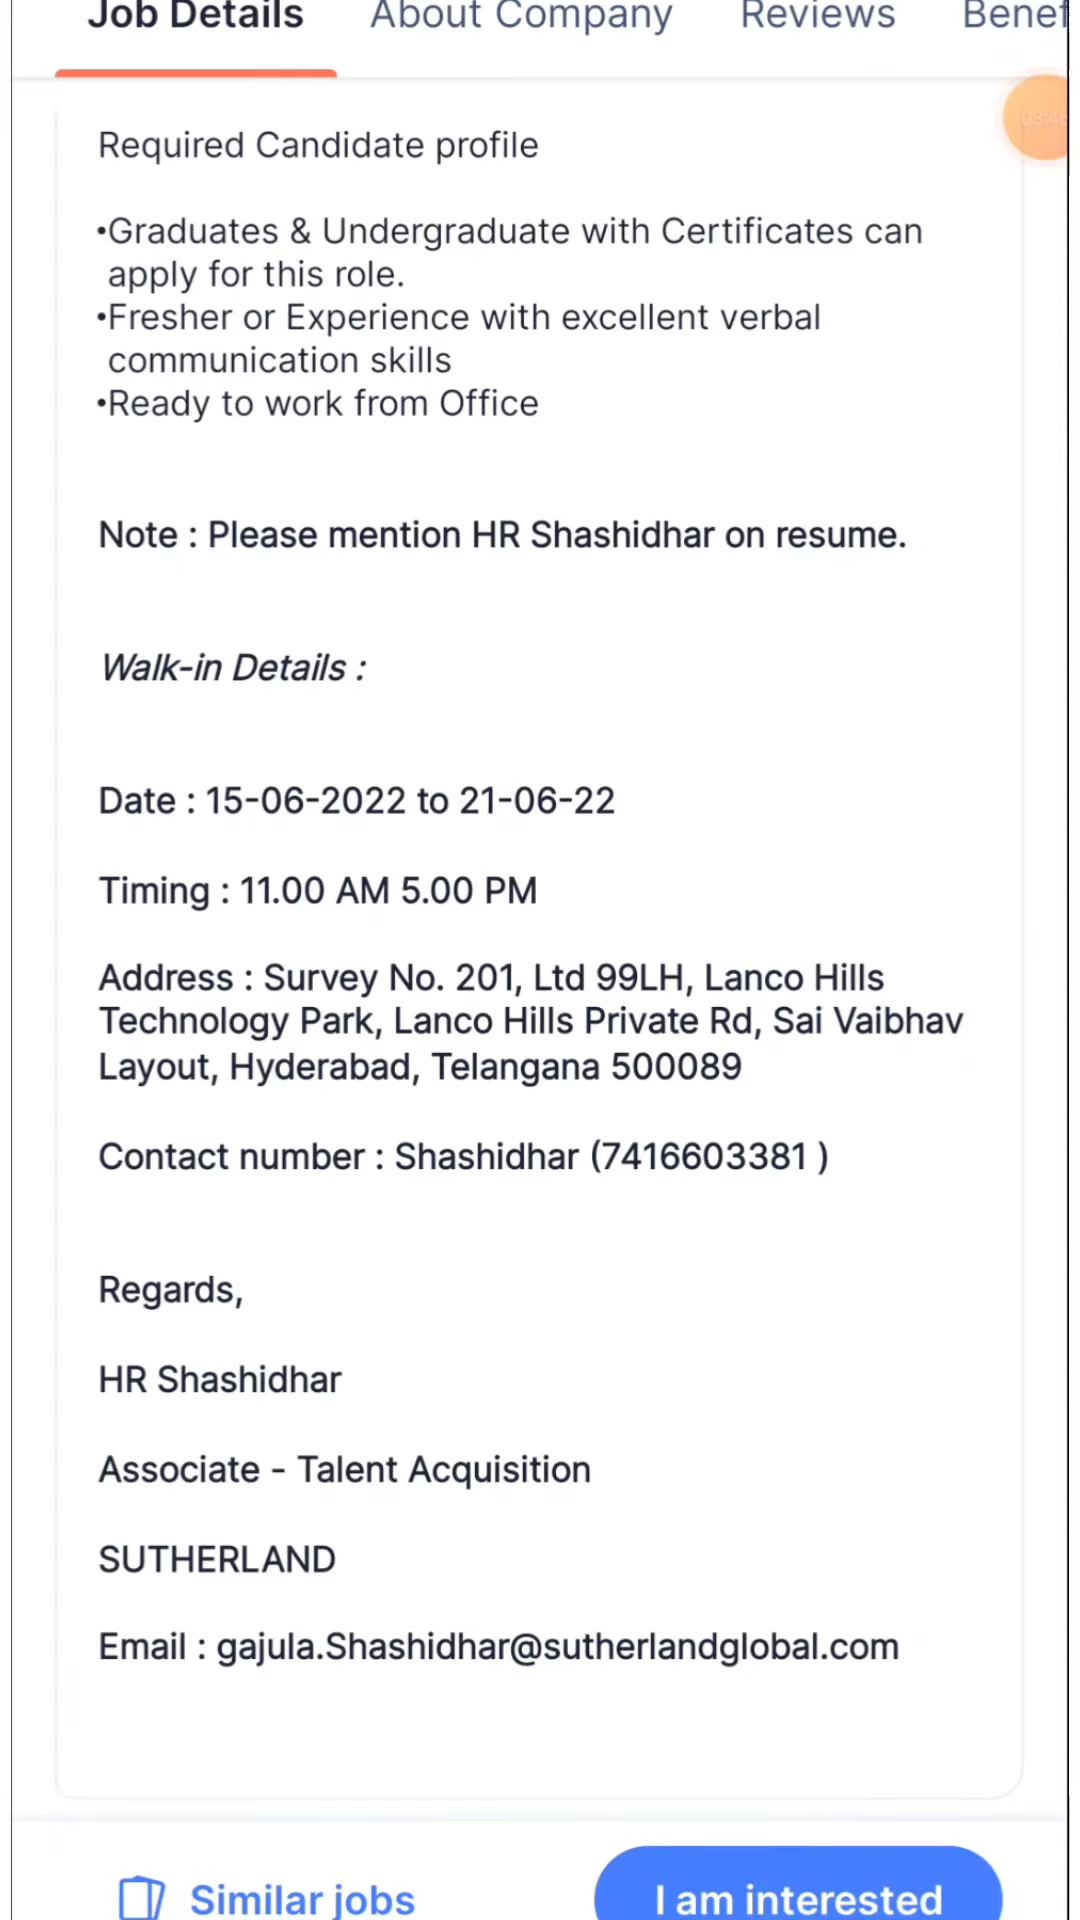 Job Details About Company Reviews Benef
Required Candidate profile
•Graduates & Undergraduate with Certificates can
apply for this role.
•Fresher or Experience with excellent verbal
communication skills
•Ready to work from Office
Note : Please mention HR Shashidhar on resume.
Walk-in Details :
Date : 15-06-2022 to 21-06-22
Timing : 11.00 AM 5.00 PM
Address : Survey No. 201, Ltd 99LH, Lanco Hills
Technology Park, Lanco Hills Private Rd, Sai Vaibhav
Layout, Hyderabad, Telangana 500089
Contact number : Shashidhar (7416603381 )
Regards,
HR Shashidhar
Associate - Talent Acquisition
SUTHERLAND
Email : gajula.Shashidhar@sutherlandglobal.com
Similar jobs I am interested